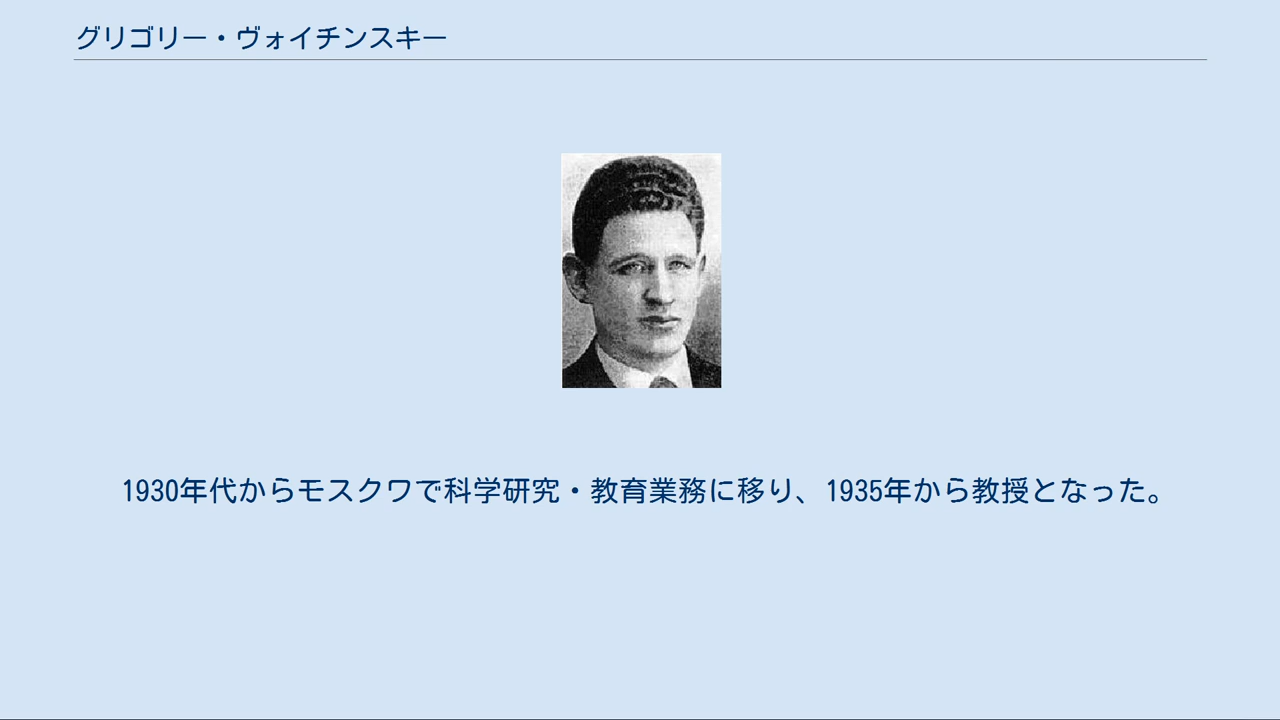 グリゴリー・ヴォイチンスキー
1930年代からモスクワで科学研究・教育業務に移り、1935年から教授となった。